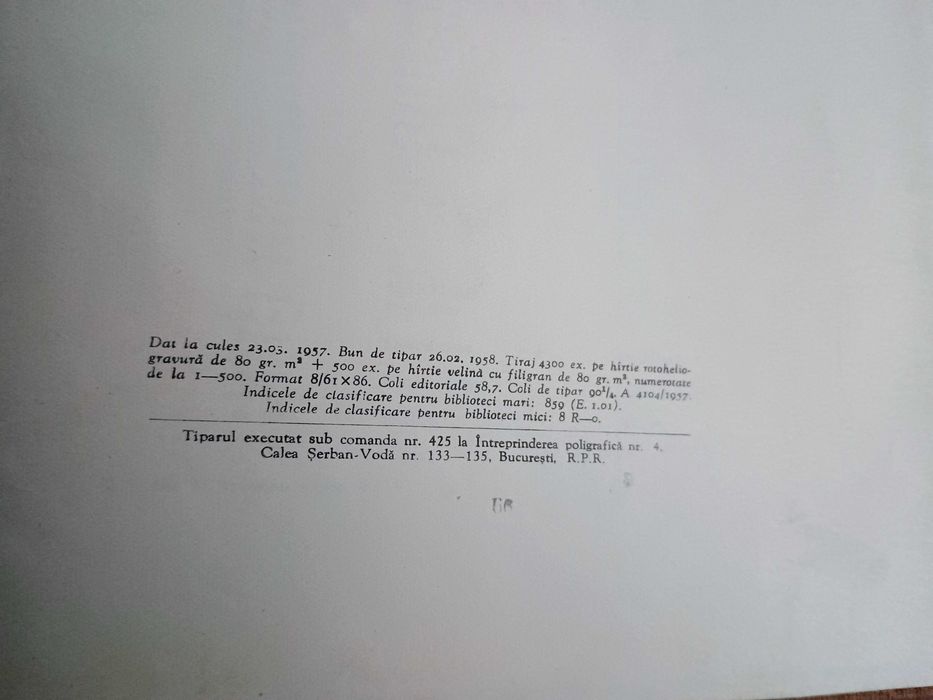 Dat la cules 23.03. 1957. Bun de tipar 26.02. 1958. Tiraj 4300 ex. pe hîrtie rotohelio-
gravură de 80 gr. m² + 500 ex. pe hîrtie velină cu filigran de 80 gr. m², numerotate
de la 1—500. Format 8/61×86. Coli editoriale 58,7. Coli de tipar 90¹/₄. A 4104/1957.
Indicele de clasificare pentru biblioteci mari: 859 (E. 1.01).
Indicele de clasificare pentru biblioteci mici: 8 R—0.
Tiparul executat sub comanda nr. 425 la Întreprinderea poligrafică nr. 4,
Calea Șerban-Vodă nr. 133—135, București, R.P.R.